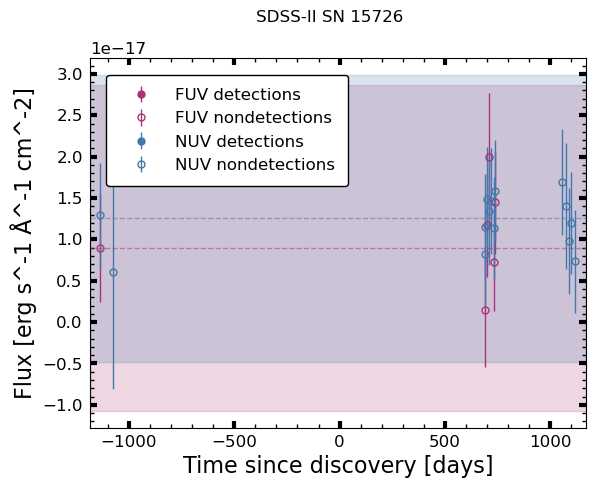 SDSS-II SN 15726
1e−17
FUV detections
FUV nondetections
NUV detections
NUV nondetections
3.0
2.5
2.0
1.5
1.0
0.5
0.0
−0.5
−1.0
Flux [erg s^-1 Å^-1 cm^-2]
−1000
−500
0
500
1000
Time since discovery [days]